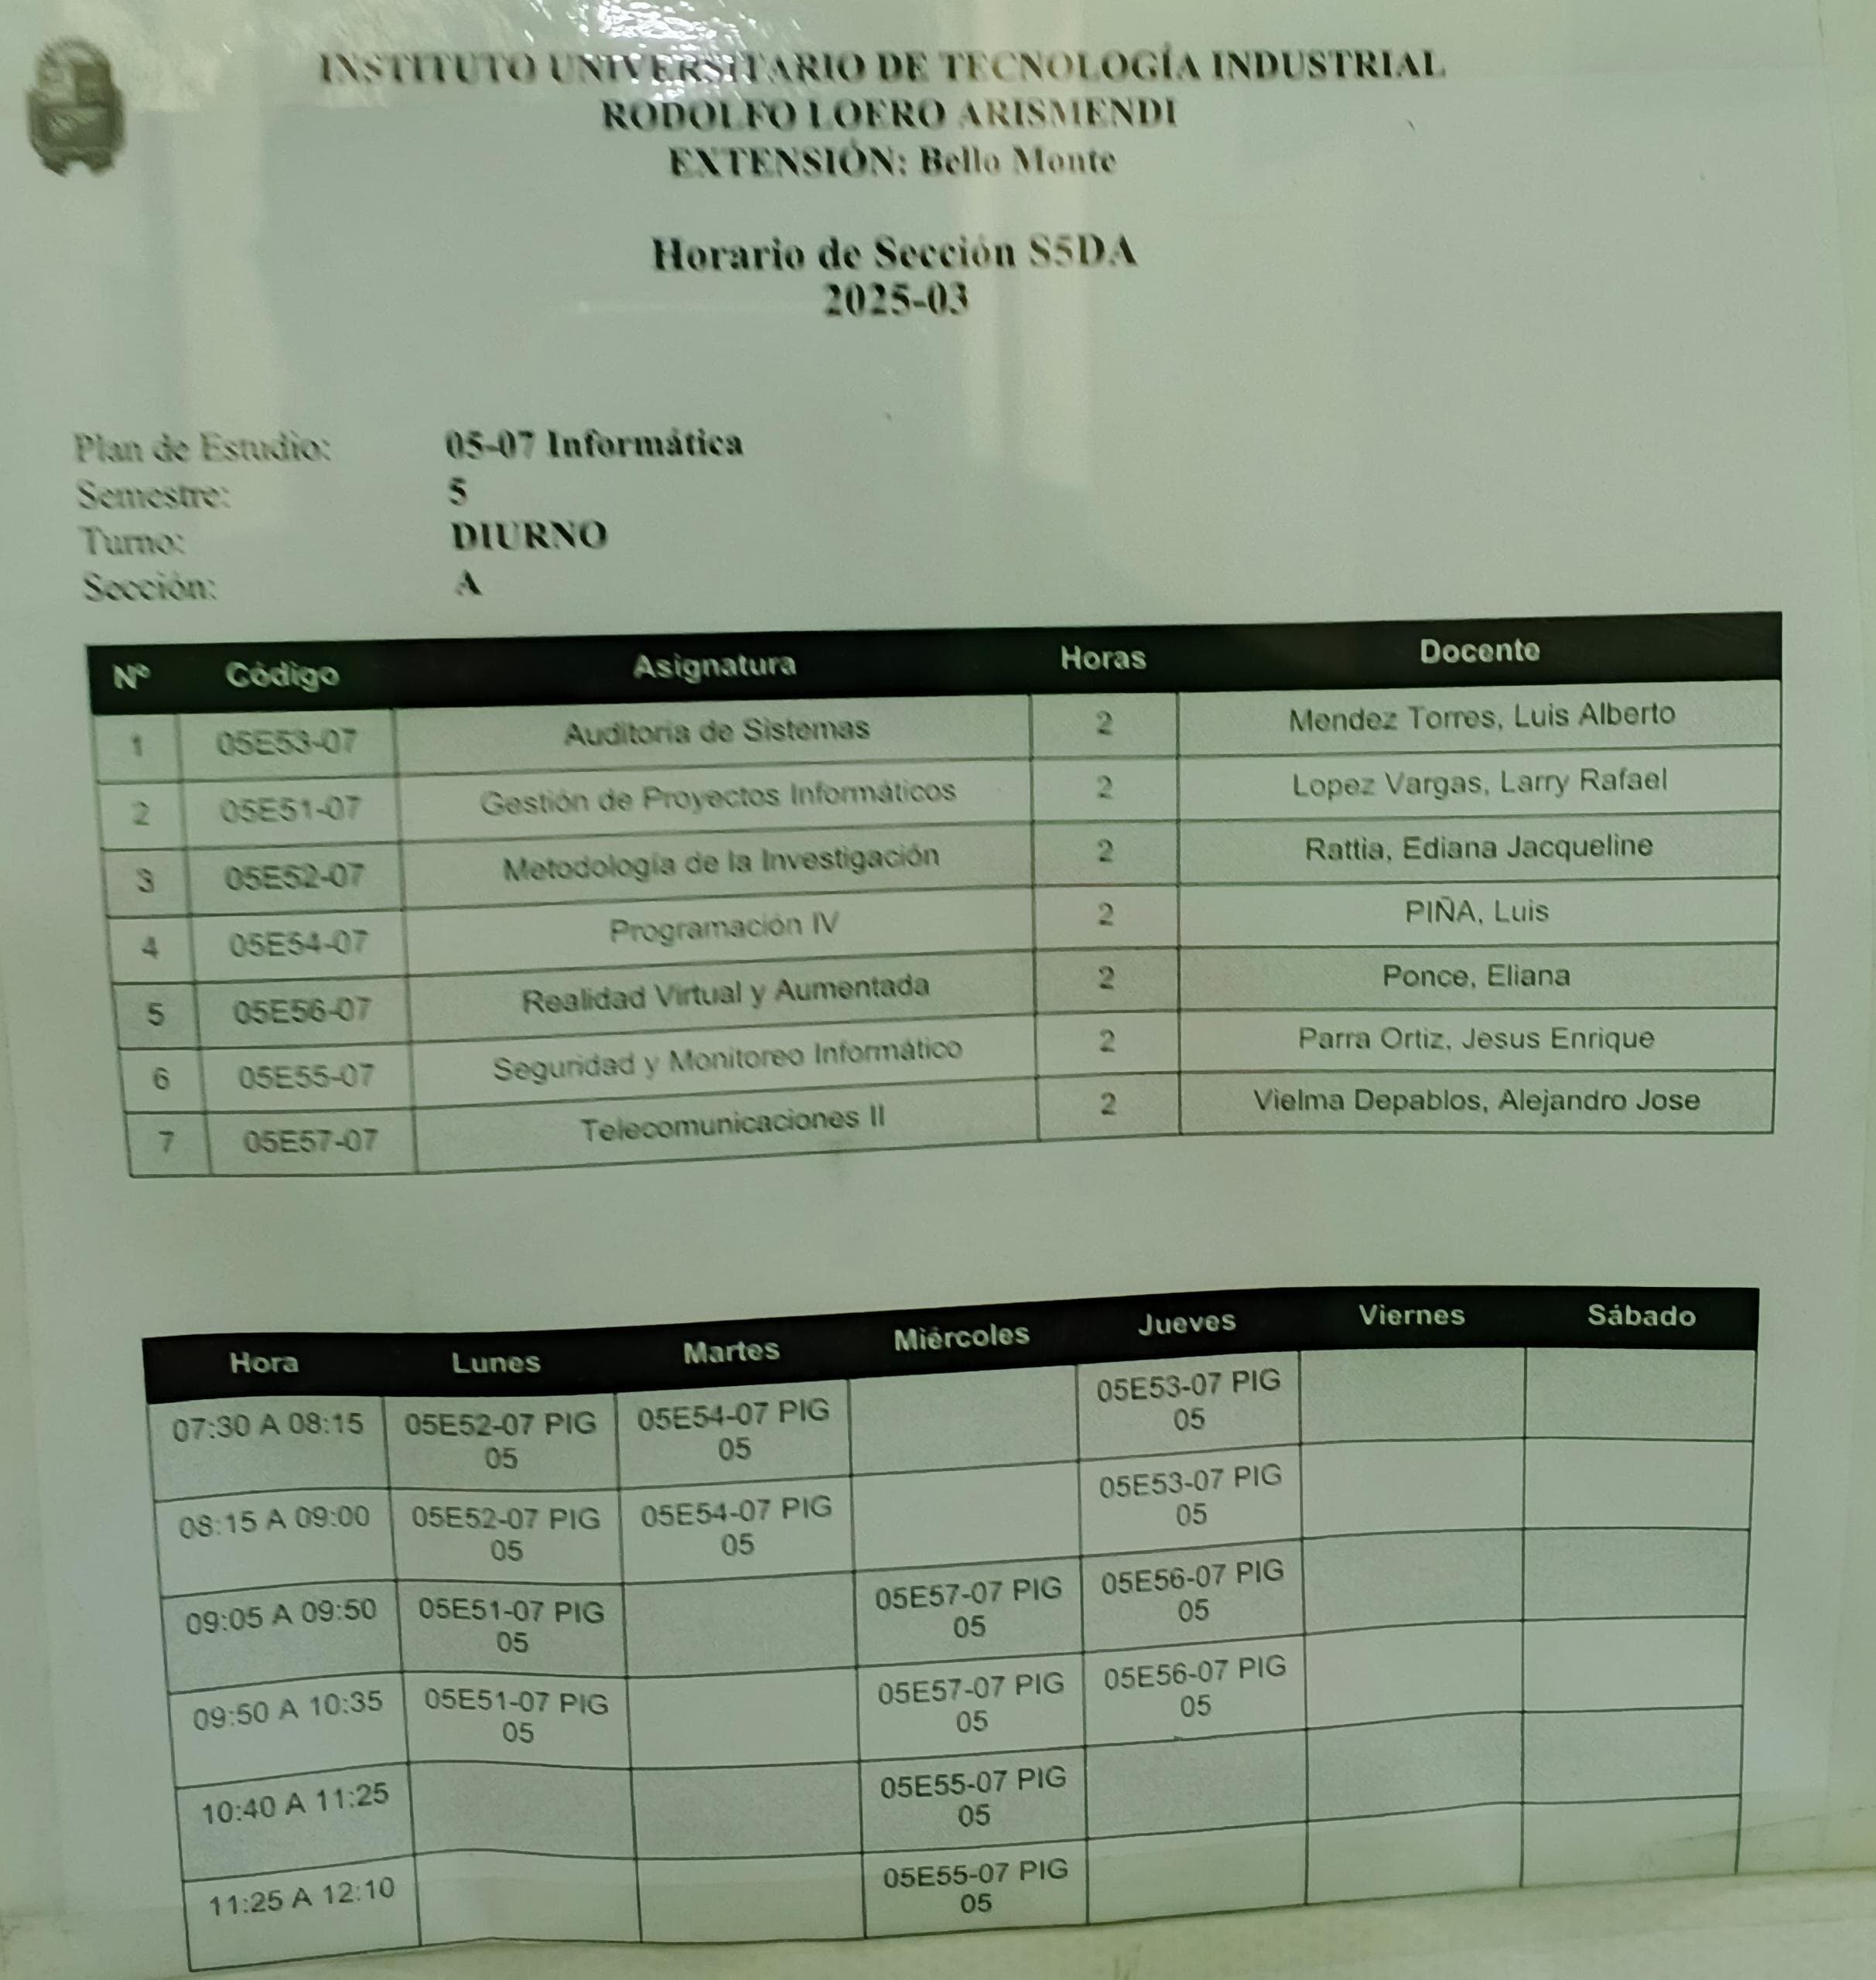 INSTITUTO UNIVERSITARIO DE TECNOLOGÍA INDUSTRIAL
RODOLFO LOERO ARISMENDI
EXTENSIÓN: Bello Monte
Horario de Sección S5DA
2025-03
Plan de Estudio: 05-07 Informática
Semestre: 5
Turno: DIURNO
Sección: A
Nº Código Asignatura Horas Docente
1 05E53-07 Auditoria de Sistemas 2 Mendez Torres, Luis Alberto
2 05E51-07 Gestión de Proyectos Informáticos 2 Lopez Vargas, Larry Rafael
3 05E52-07 Metodología de la Investigación 2 Rattia, Ediana Jacqueline
4 05E54-07 Programación IV 2 PIÑA, Luis
5 05E56-07 Realidad Virtual y Aumentada 2 Ponce, Eliana
6 05E55-07 Seguridad y Monitoreo Informático 2 Parra Ortiz, Jesus Enrique
7 05E57-07 Telecomunicaciones II 2 Vielma Depablos, Alejandro Jose
Hora Lunes Martes Miércoles Jueves Viernes Sábado
07:30 A 08:15 05E52-07 PIG 05E54-07 PIG 05E53-07 PIG
05 05 05
08:15 A 09:00 05E52-07 PIG 05E54-07 PIG 05E53-07 PIG
05 05 05
09:05 A 09:50 05E51-07 PIG 05E57-07 PIG 05E56-07 PIG
05 05 05
09:50 A 10:35 05E51-07 PIG 05E57-07 PIG 05E56-07 PIG
05 05 05
10:40 A 11:25 05E55-07 PIG
05
11:25 A 12:10 05E55-07 PIG
05